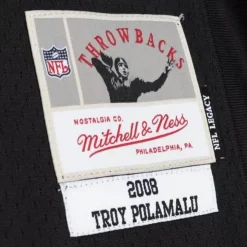 THROWBACKS
NFL
NOSTALGIA CO.
Mitchell & Ness
PHILADELPHIA, PA.
NFL LEGACY
2008
TROY POLAMALU